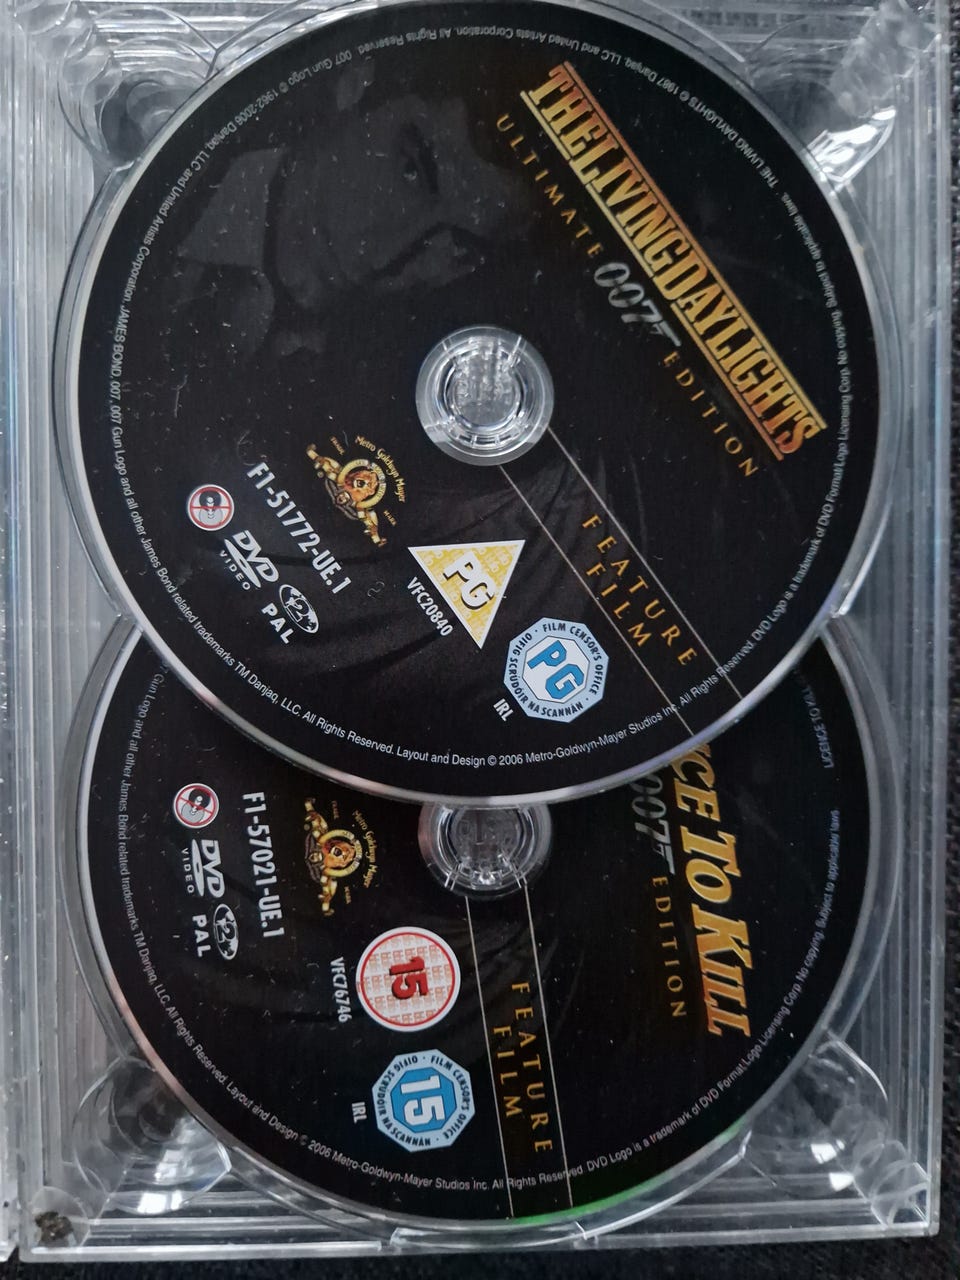 THE LIVING DAYLIGHTS
ULTIMATE 007 EDITION
FEATURE
FILM
Metro Goldwyn Mayer
TRADE MARK
F1-51772-UE.1
DVD
VIDEO
2
PAL
PG
VFC20840
FILM CENSOR'S OFFICE
PG
OIFIG SCRÚDÓIR NA SCANNÁN
IRL
THE LIVING DAYLIGHTS © 1987 Danjaq, LLC and United Artists Corporation. All Rights Reserved. 007 Gun Logo © 1962-2006 Danjaq, LLC and United Artists Corporation. JAMES BOND, 007, 007 Gun Logo and all other James Bond related trademarks TM Danjaq, LLC. All Rights Reserved. Layout and Design © 2006 Metro-Goldwyn-Mayer Studios Inc. All Rights Reserved. DVD Logo is a trademark of DVD Format/Logo Licensing Corp. No copying. Subject to applicable laws.
CE TO KILL
007 EDITION
FEATURE
FILM
Metro Goldwyn Mayer
TRADE MARK
F1-57021-UE.1
DVD
VIDEO
2
PAL
15
VFC76746
FILM CENSOR'S OFFICE
15
OIFIG SCRÚDÓIR NA SCANNÁN
IRL
Gun Logo and all other James Bond related trademarks TM Danjaq, LLC. All Rights Reserved. Layout and Design © 2006 Metro-Goldwyn-Mayer Studios Inc. All Rights Reserved. DVD Logo is a trademark of DVD Format/Logo Licensing Corp No copying. Subject to applicable laws
LICENCE TO KILL